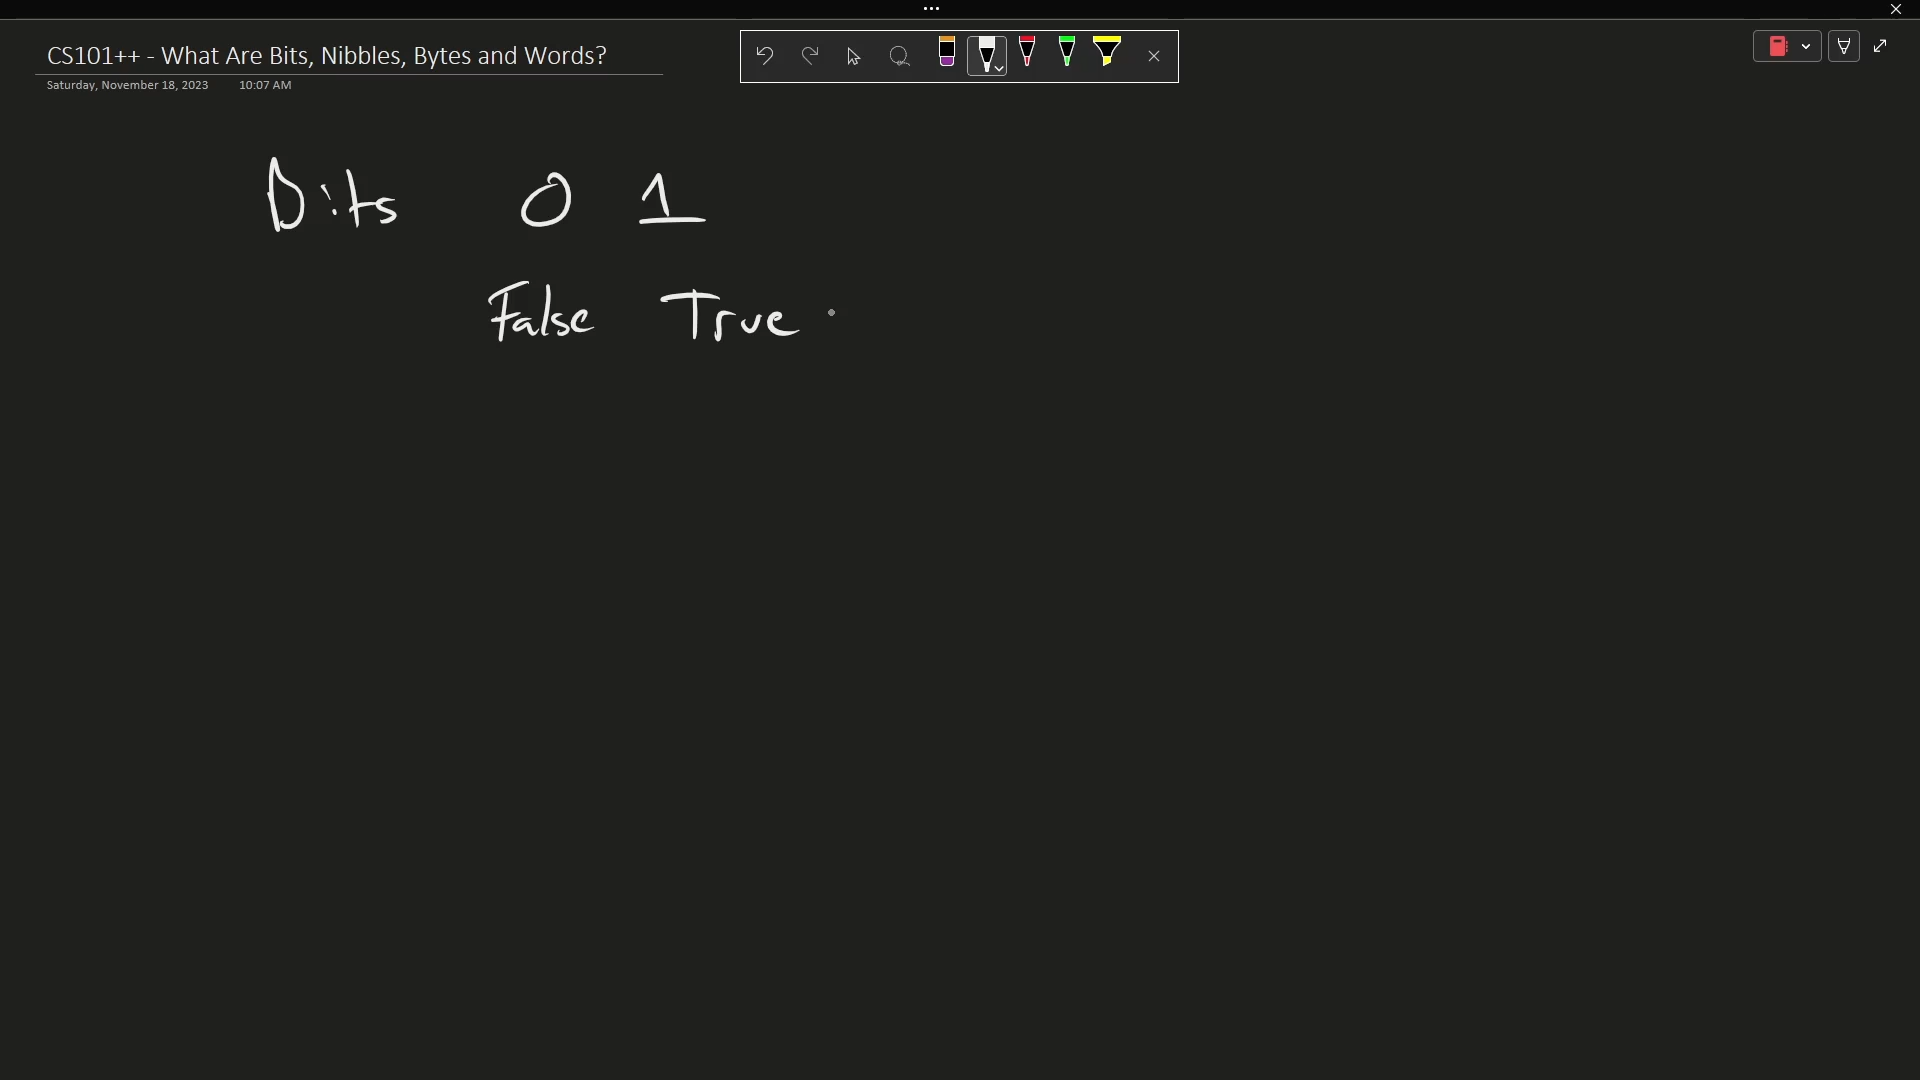 CS101++ - What Are Bits, Nibbles, Bytes and Words?
Saturday, November 18, 2023 10:07 AM
Bits 0 1
False True